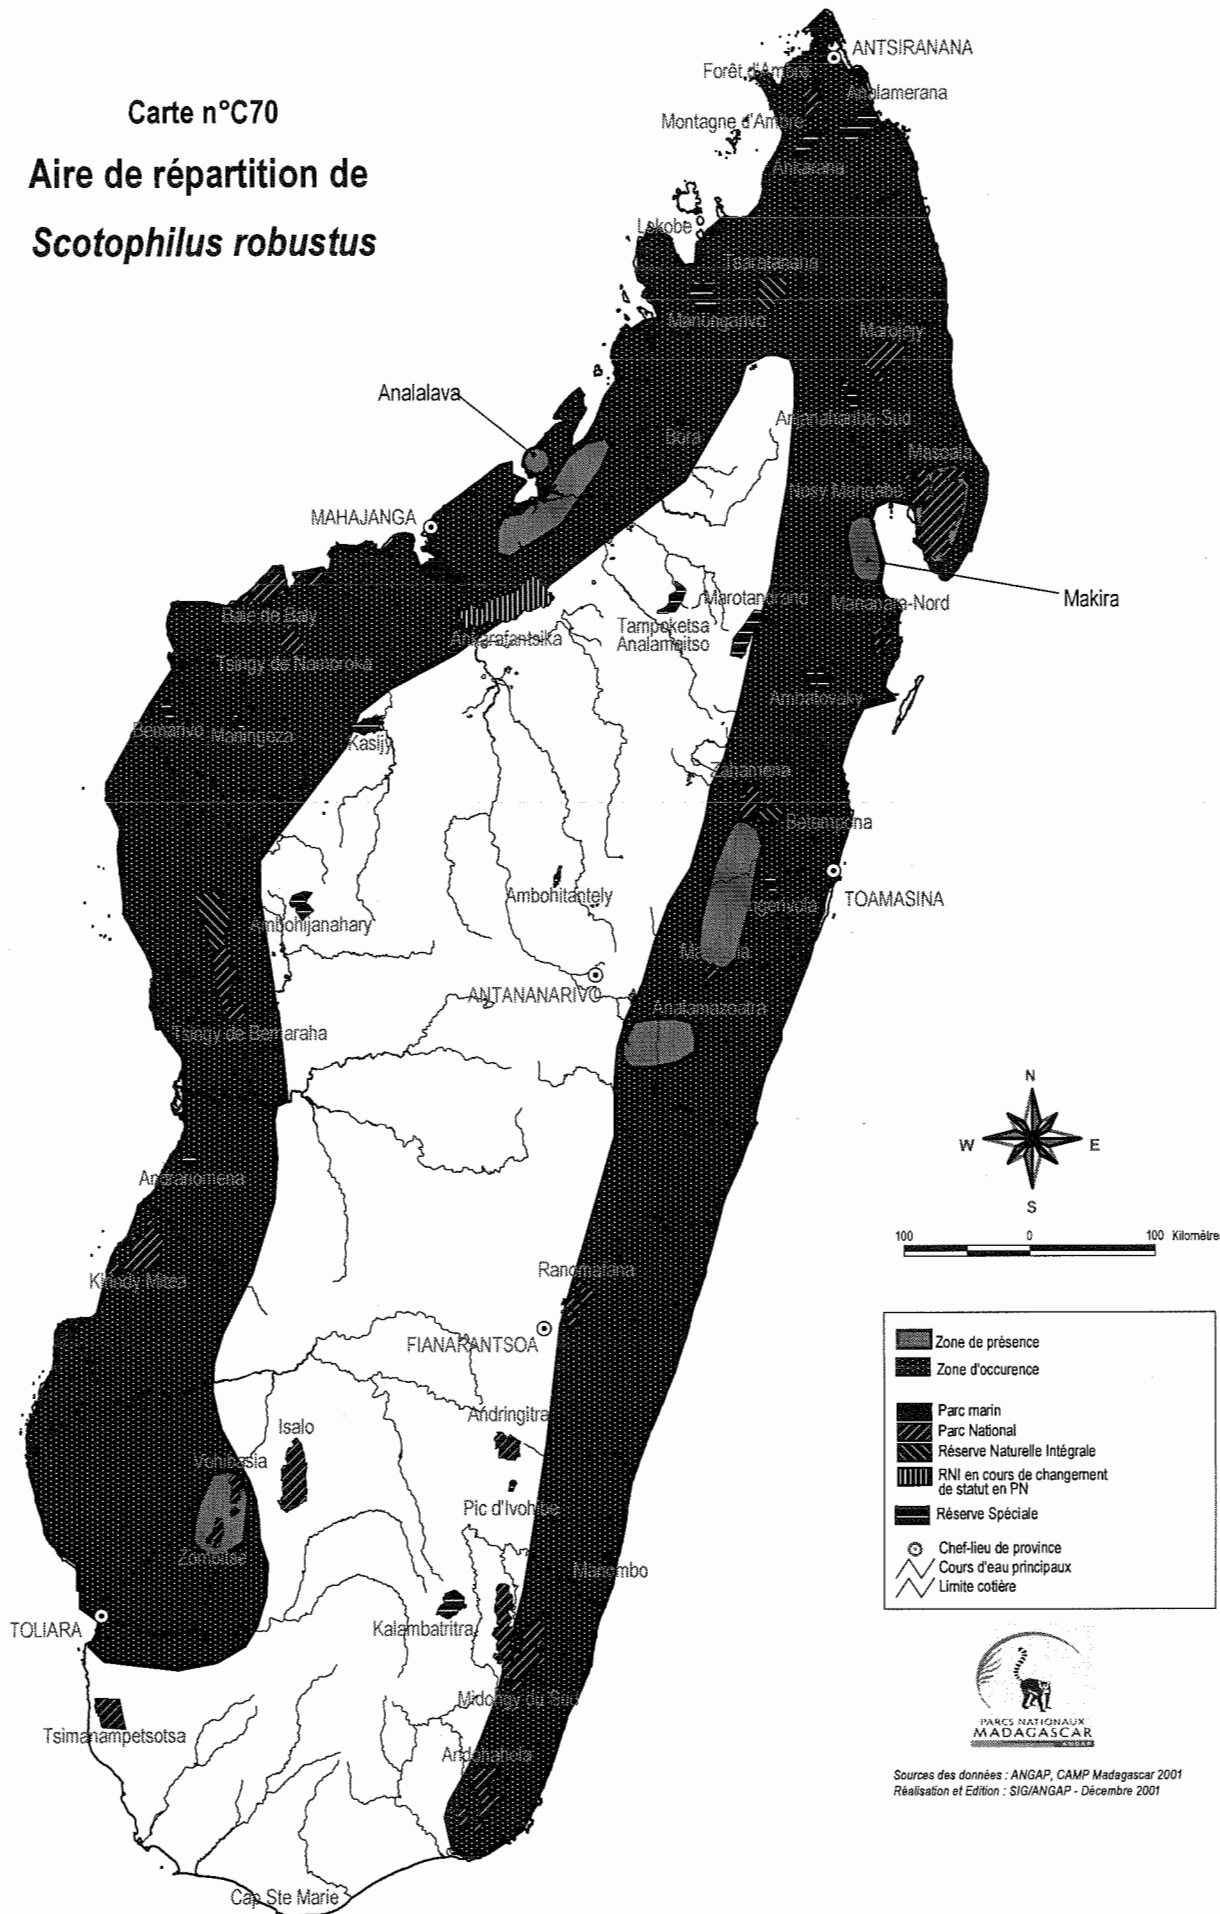 Carte n°C70
Aire de répartition de
Scotophilus robustus
ANTSIRANANA
Forêt d'Ambre
Analamerana
Montagne d'Ambre
Ankarana
Lokobe
Tsaratanana
Manongarivo
Marojejy
Analalava
Anjanaharibe-Sud
Bora
Masoala
Nosy Mangabe
MAHAJANGA
Makira
Marotandrano
Mananara-Nord
Baie de Baly
Ankarafantsika
Tampoketsa
Analamaitso
Tsingy de Namoroka
Ambatovaky
Bemarivo
Maningoza
Kasijy
Zahamena
Betampona
Ambohitantely
TOAMASINA
Ambohijanahary
ANTANANARIVO
Analamazoatra
Tsingy de Bemaraha
N
W
E
S
Andranomena
100
0
100 Kilomètres
Kirindy Mitea
Ranomafana
FIANARANTSOA
Zone de présence
Zone d'occurence
Parc marin
Parc National
Réserve Naturelle Intégrale
RNI en cours de changement
de statut en PN
Réserve Spéciale
Chef-lieu de province
Cours d'eau principaux
Limite cotière
Andringitra
Isalo
Vohibasia
Pic d'Ivohibe
Zombitse
Manombo
TOLIARA
Kalambatritra
Midongy du Sud
Tsimanampetsotsa
Andohahela
PARCS NATIONAUX
MADAGASCAR
ANGAP
Sources des données : ANGAP, CAMP Madagascar 2001
Réalisation et Edition : SIG/ANGAP - Décembre 2001
Cap Ste Marie